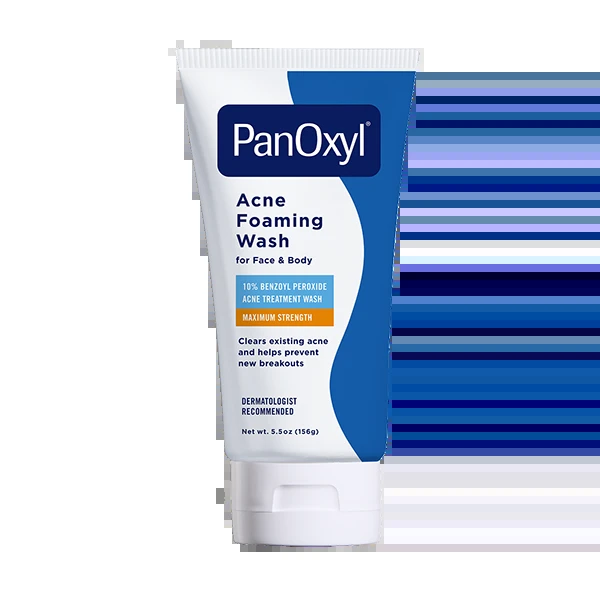 PanOxyl®
Acne
Foaming
Wash
for Face & Body
10% BENZOYL PEROXIDE
ACNE TREATMENT WASH
MAXIMUM STRENGTH
Clears existing acne
and helps prevent
new breakouts
DERMATOLOGIST
RECOMMENDED
Net wt. 5.5oz (156g)